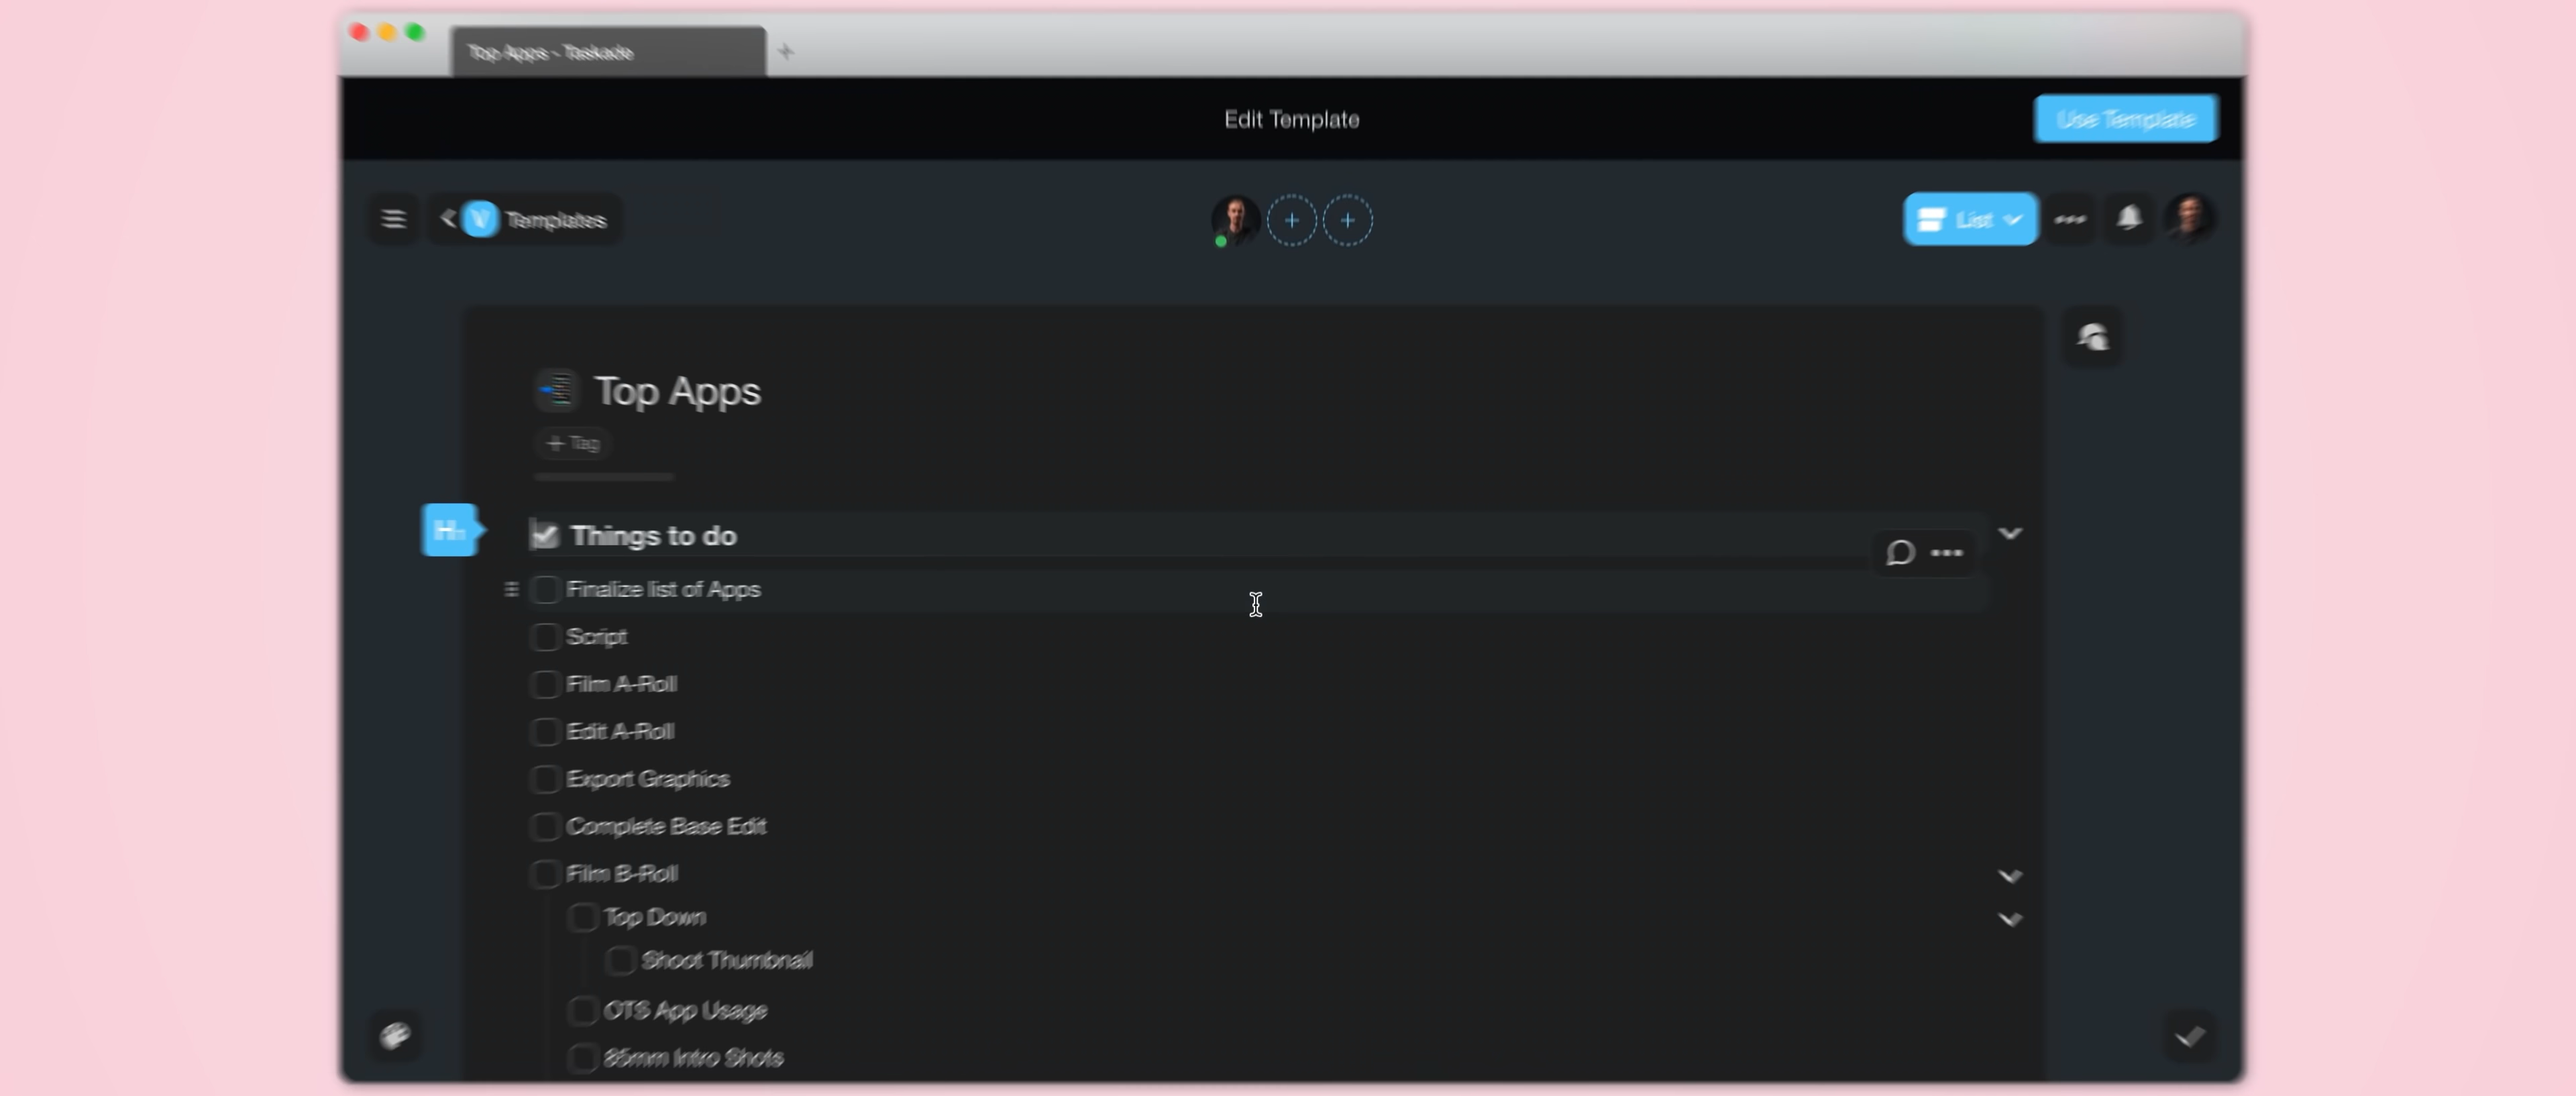 Top Apps - Taskade
Edit Template
Use Template
Templates
List
Top Apps
+ Tag
Things to do
Finalize list of Apps
Script
Film A-Roll
Edit A-Roll
Export Graphics
Complete Base Edit
Film B-Roll
Top Down
Shoot Thumbnail
OTS App Usage
85mm Intro Shots